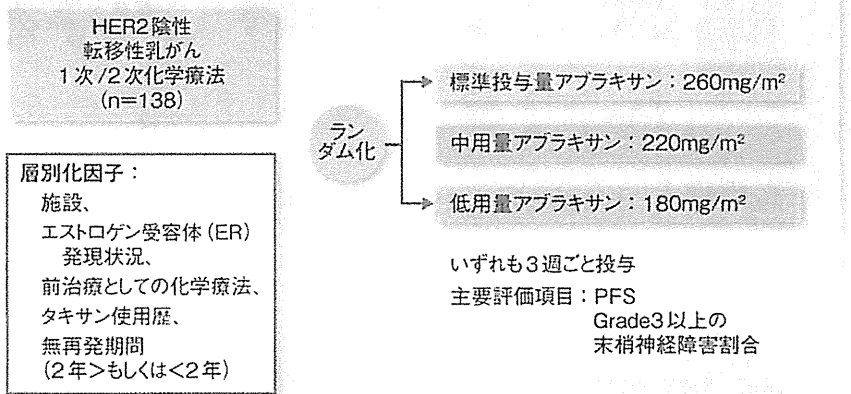 HER2陰性
転移性乳がん
1次/2次化学療法
(n=138)
層別化因子：
施設、
エストロゲン受容体(ER)
発現状況、
前治療としての化学療法、
タキサン使用歴、
無再発期間
(2年>もしくは<2年)
ラン
ダム化
標準投与量アブラキサン：260mg/m²
中用量アブラキサン：220mg/m²
低用量アブラキサン：180mg/m²
いずれも3週ごと投与
主要評価項目：PFS
Grade3以上の
末梢神経障害割合